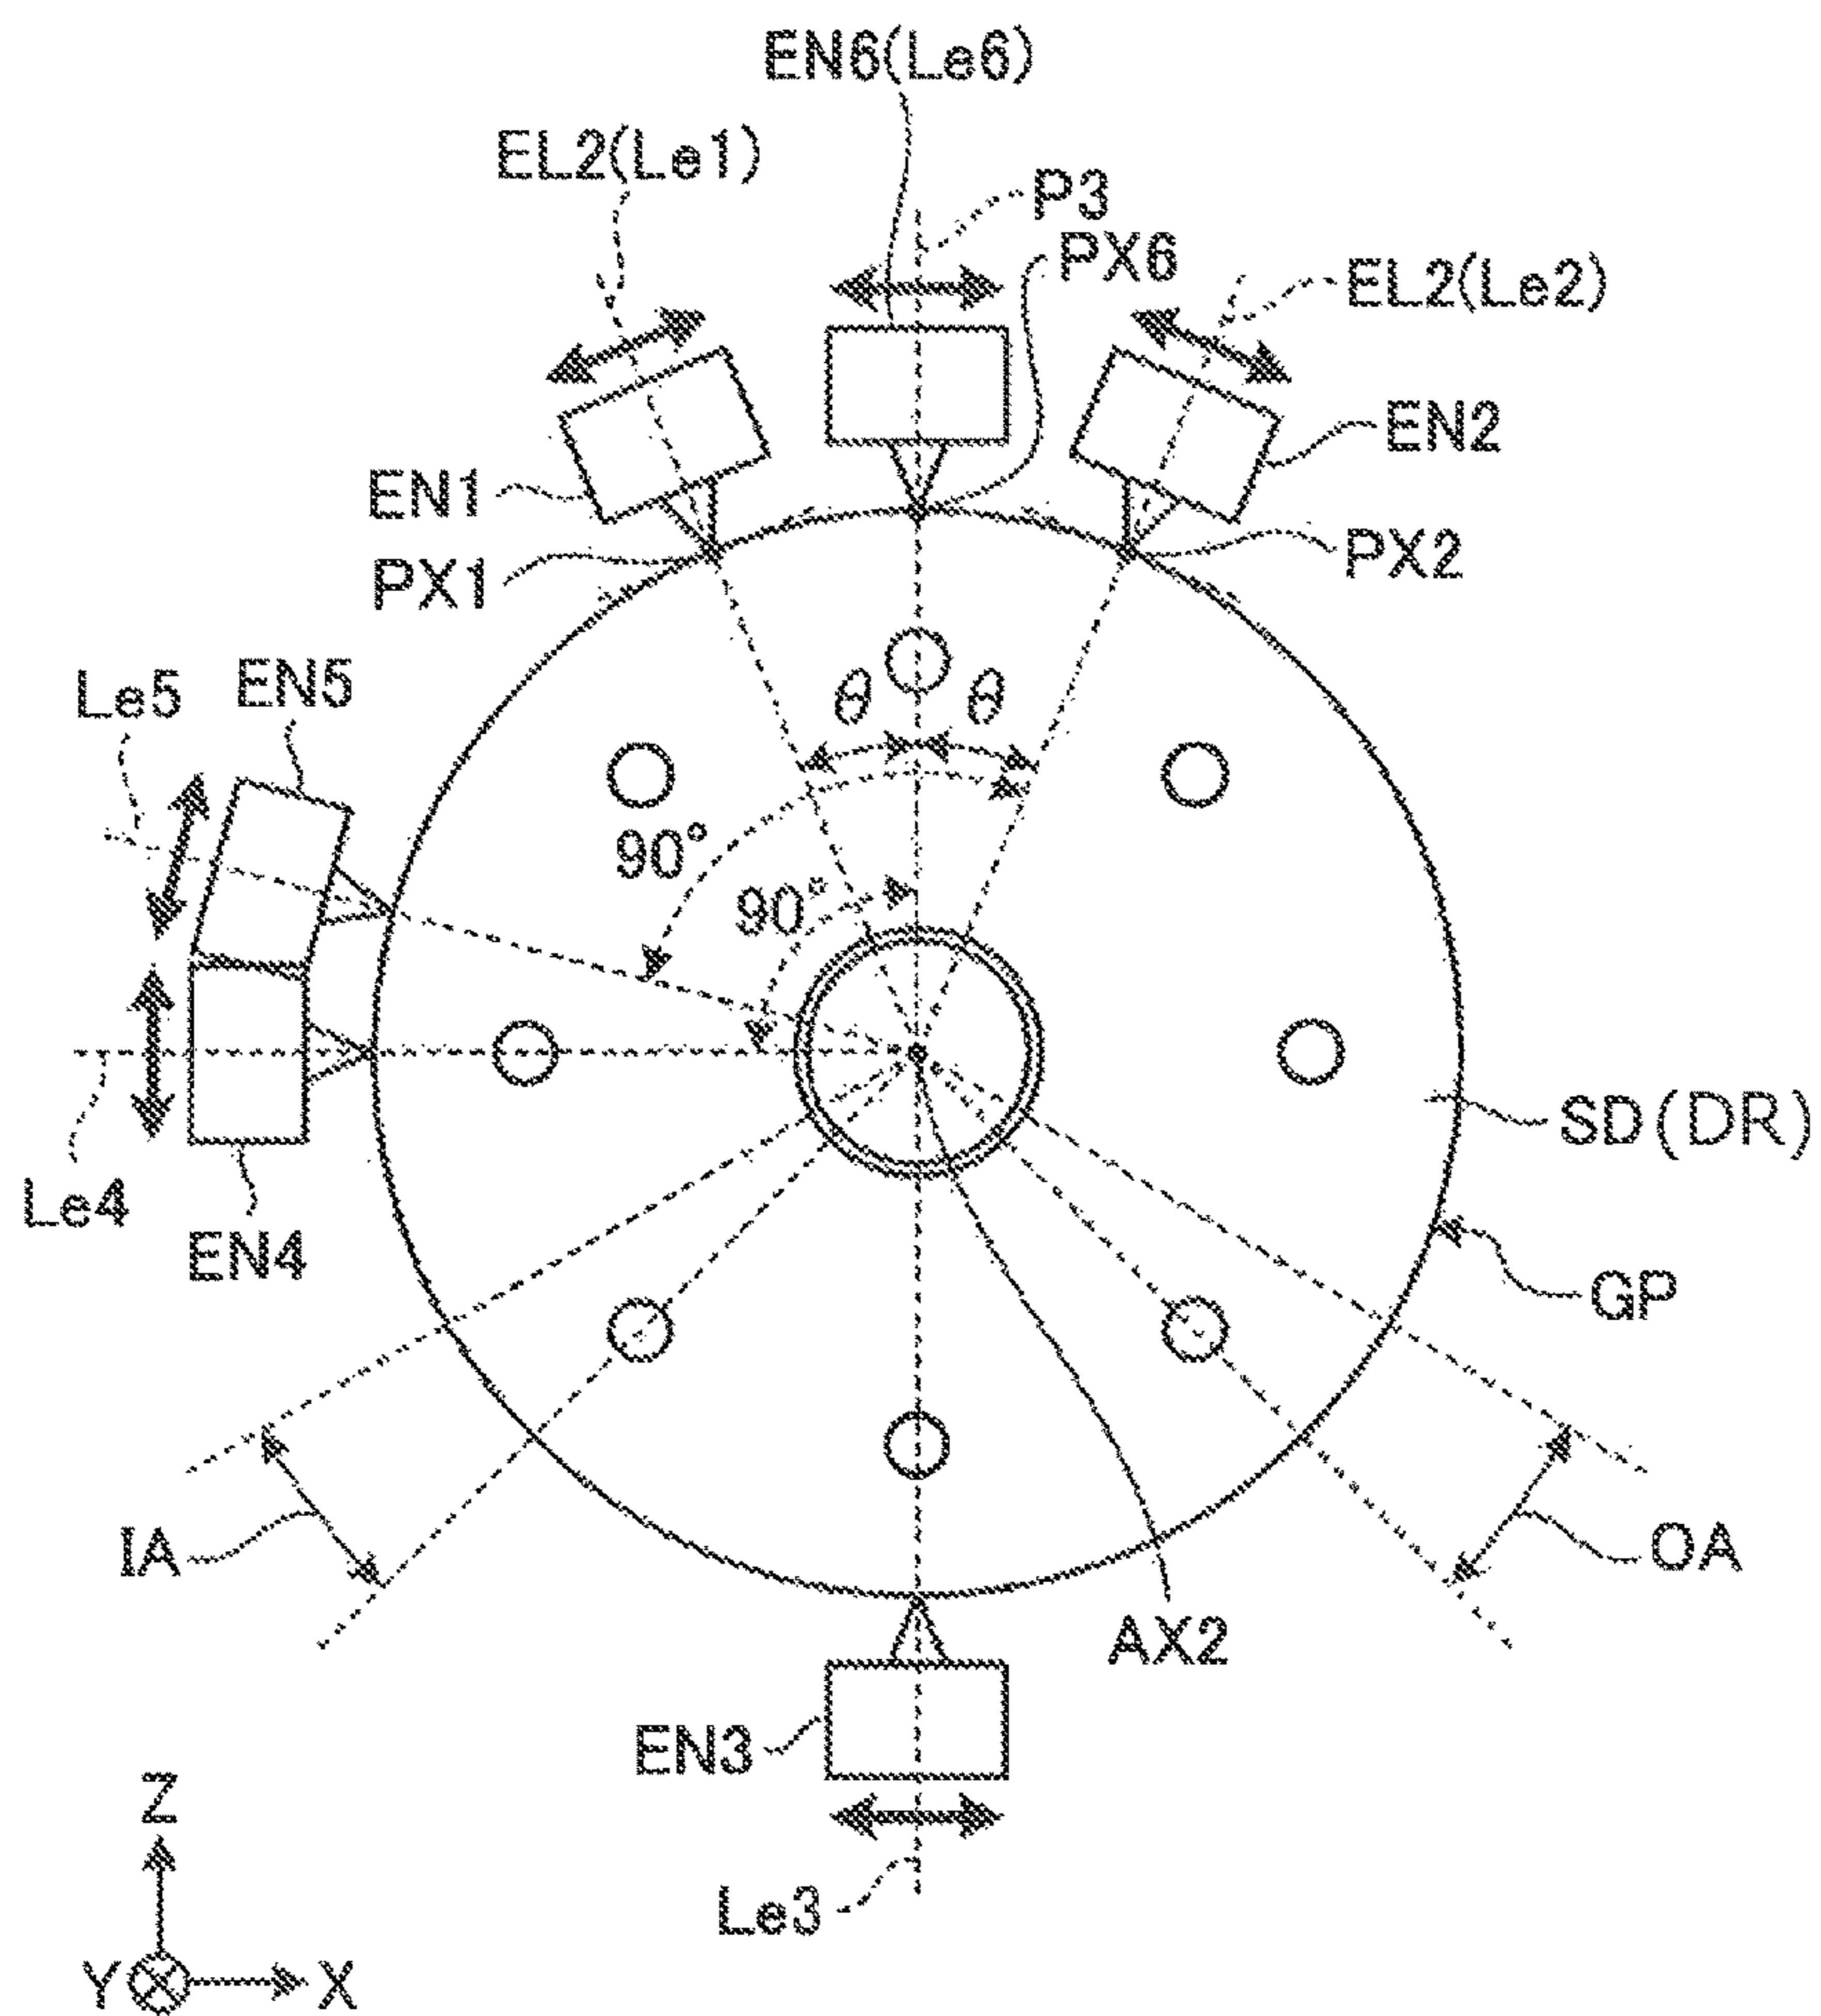 EN6(Le6)
EL2(Le1)
P3
PX6
EL2(Le2)
EN2
EN1
PX1
PX2
θ
θ
EN5
Le5
90°
90°
SD(DR)
Le4
EN4
GP
IA
OA
AX2
EN3
Le3
Z
Y
X